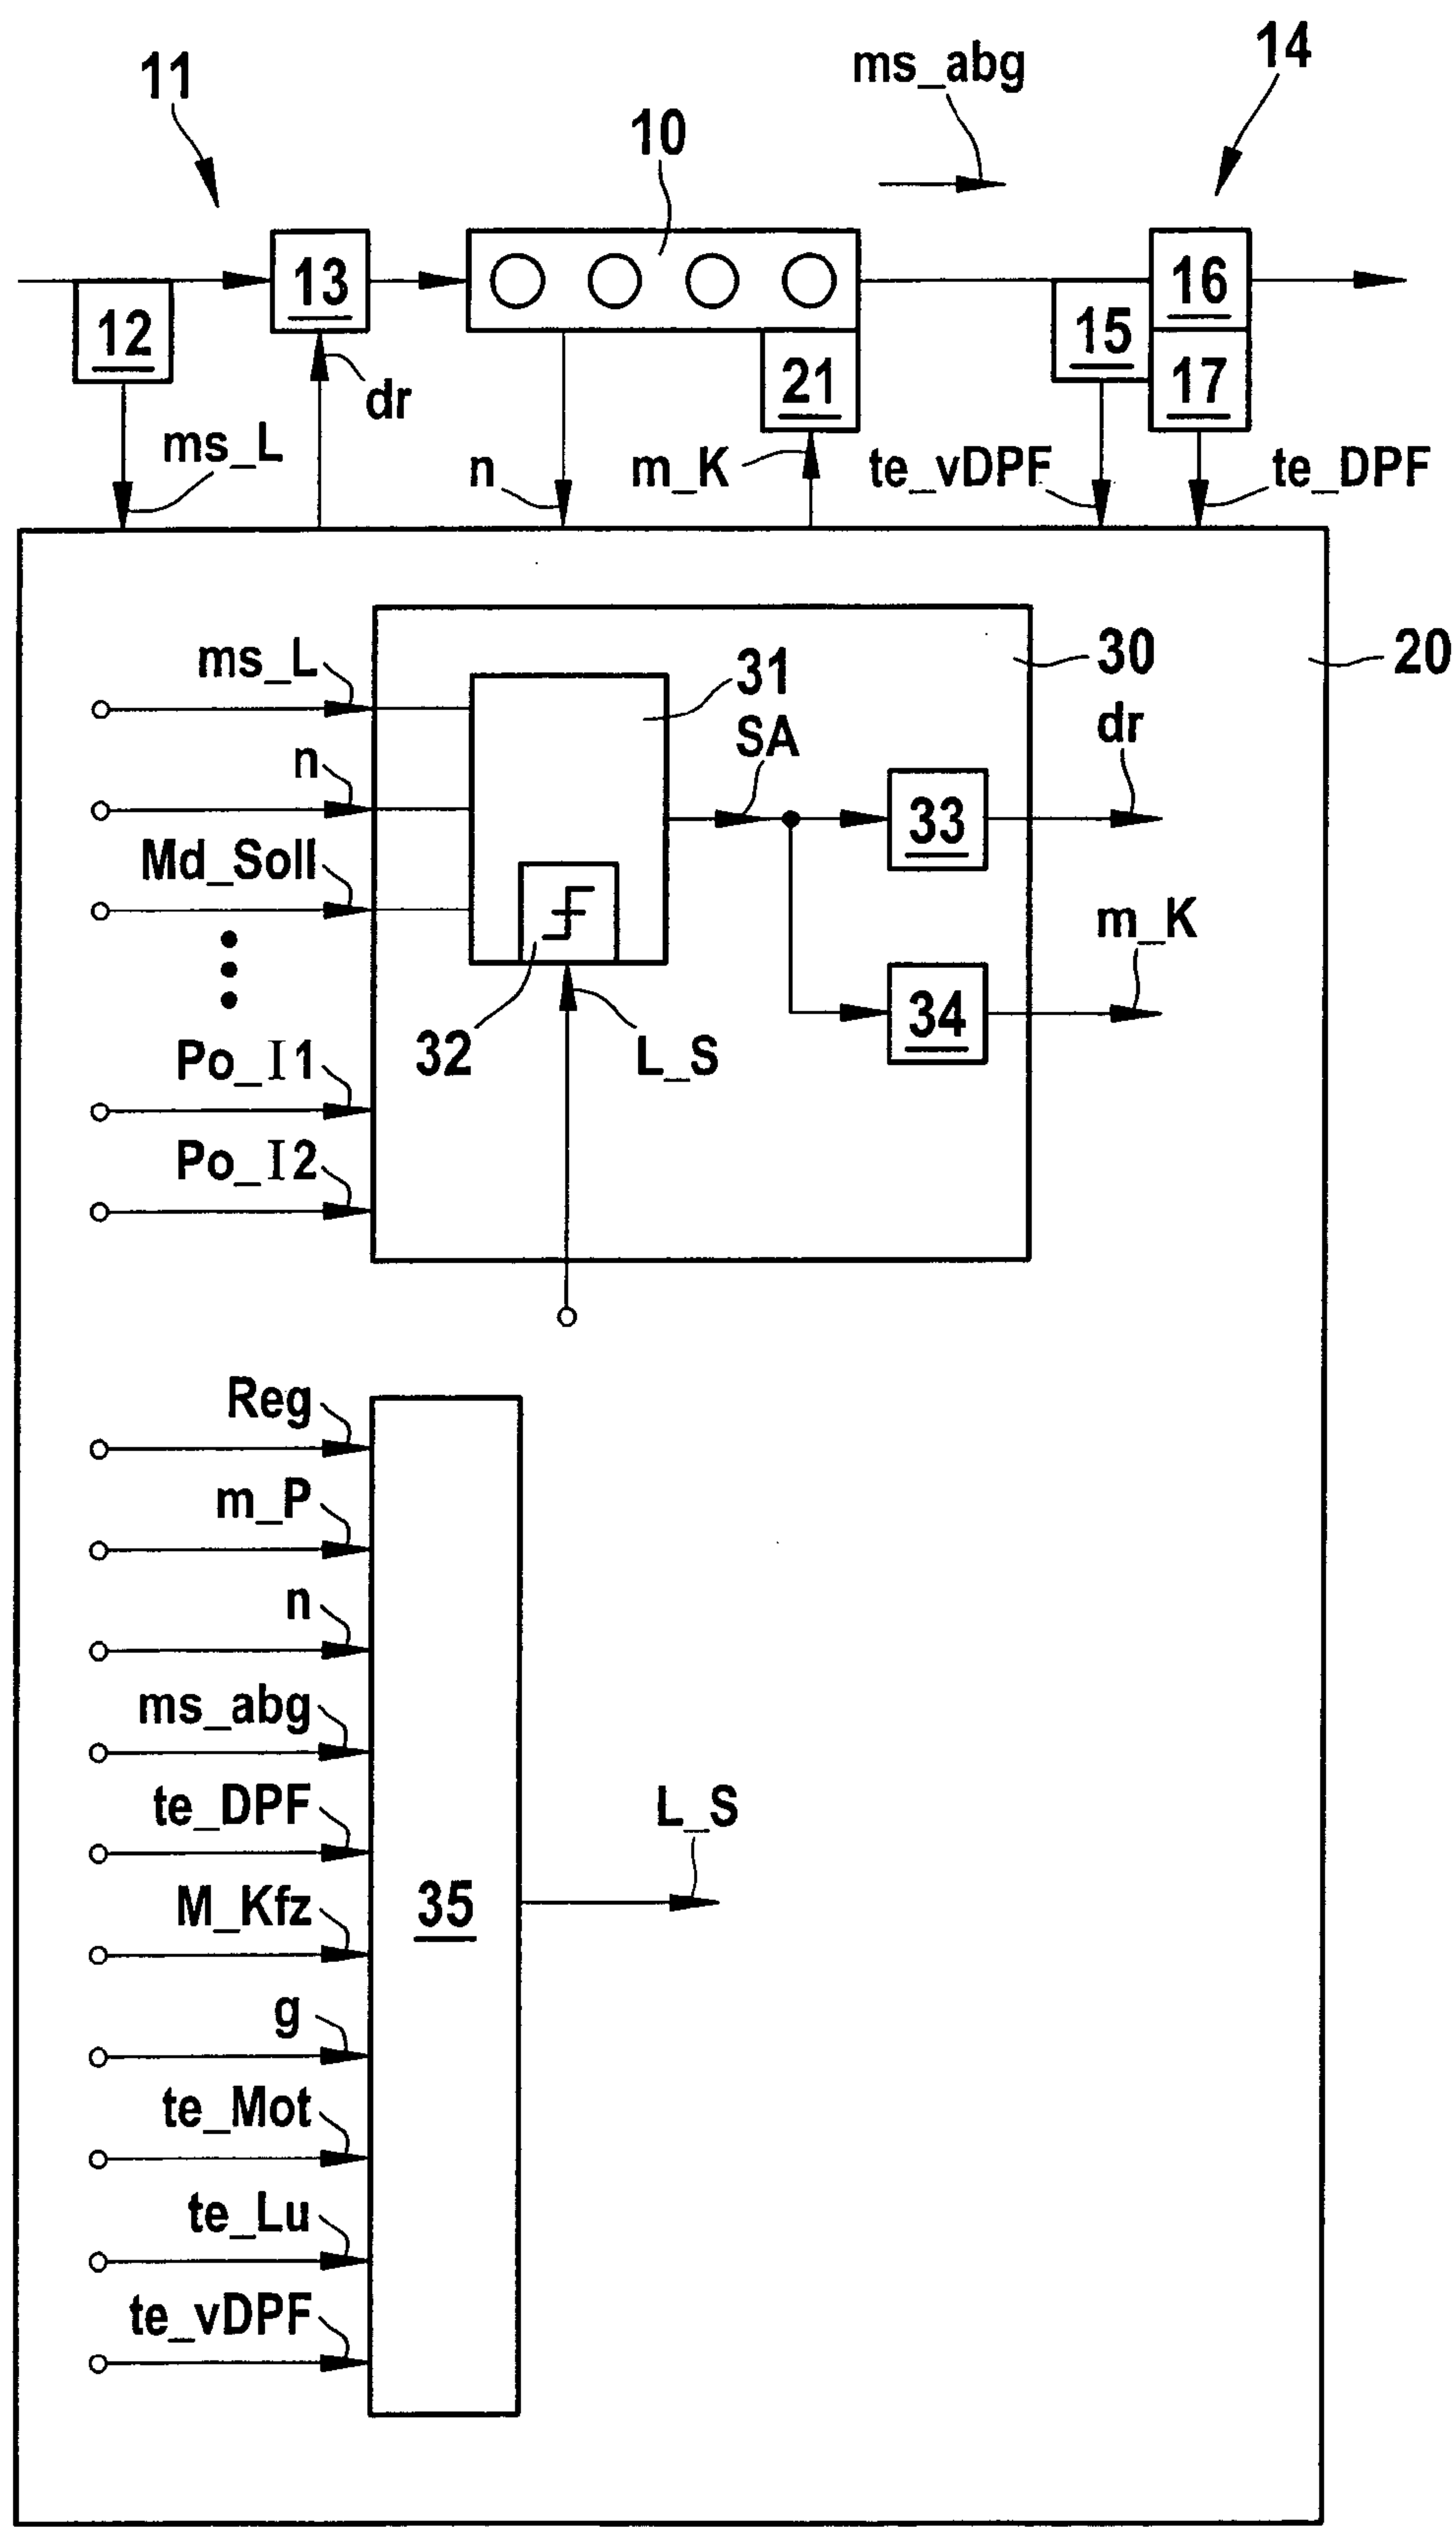 11
ms_abg
14
10
13
16
12
15
21
17
dr
ms_L
n
m_K
te_vDPF
te_DPF
ms_L
31
30
20
SA
dr
n
33
Md_Soll
m_K
34
32
L_S
Po_I1
Po_I2
Reg
m_P
n
ms_abg
L_S
te_DPF
35
M_Kfz
g
te_Mot
te_Lu
te_vDPF